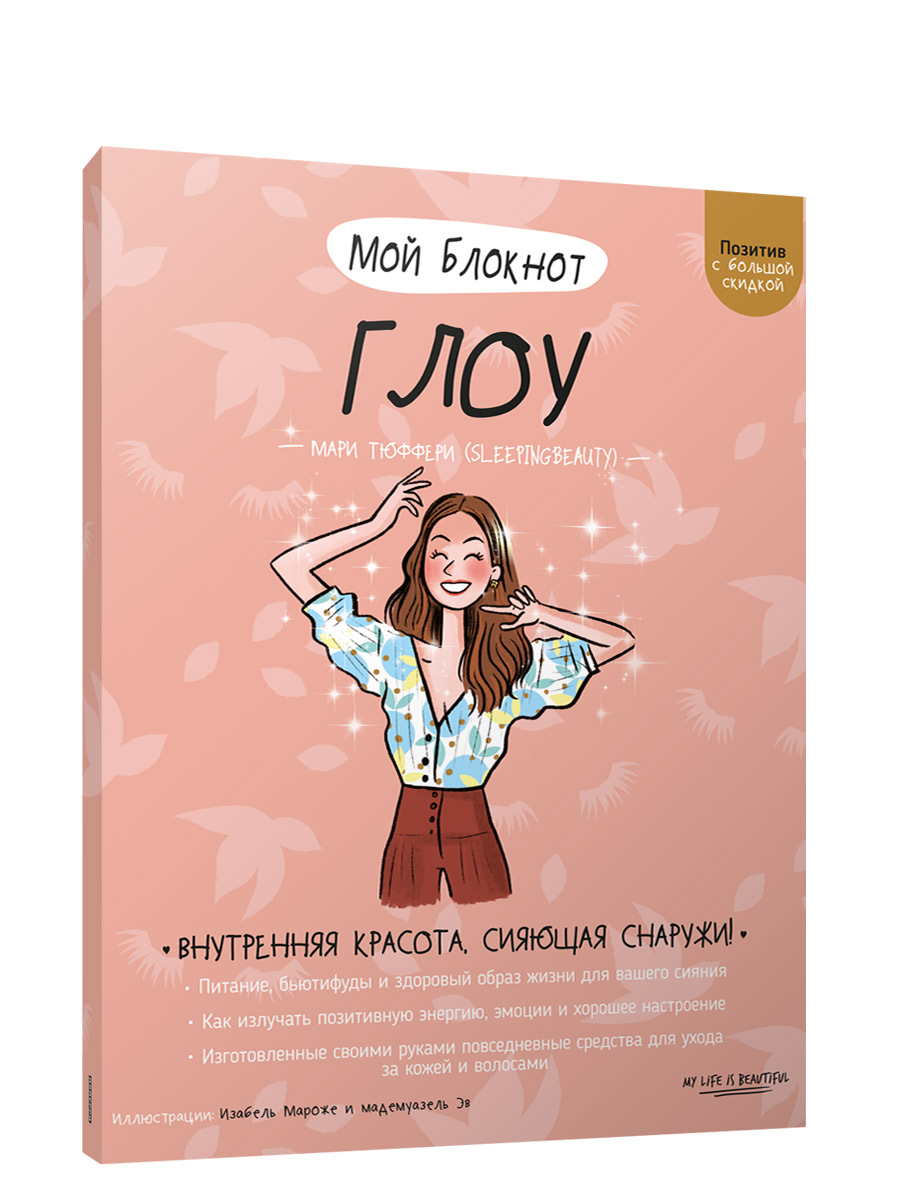 Мой Блокнот
Позитив
с большой
скидкой
ГЛОУ
— МАРИ ТЮФФЕРИ (SLEEPINGBEAUTY) —
• ВНУТРЕННЯЯ КРАСОТА, СИЯЮЩАЯ СНАРУЖИ! •
• Питание, бьютифуды и здоровый образ жизни для вашего сияния
• Как излучать позитивную энергию, эмоции и хорошее настроение
• Изготовленные своими руками повседневные средства для ухода
за кожей и волосами
MY LIFE IS BEAUTIFUL
Иллюстрации: Изабель Мароже и мадемуазель Эв